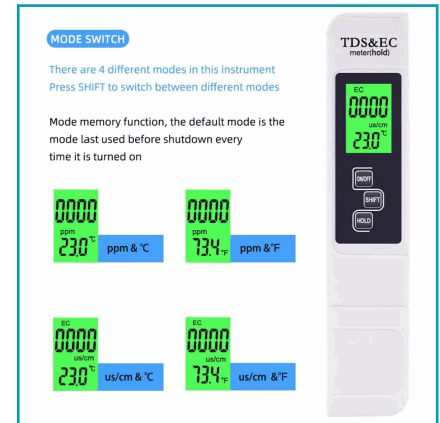 MODE SWITCH
There are 4 different modes in this instrument
Press SHIFT to switch between different modes
Mode memory function, the default mode is the
mode last used before shutdown every
time it is turned on
0000
ppm
23.0 °C
ppm & °C
0000
ppm
73.4 °F
ppm &°F
EC
0000
us/cm
23.0 °C
us/cm & °C
EC
0000
us/cm
73.4 °F
us/cm &°F
TDS&EC
meter(hold)
EC
0000
us/cm
23.0 °C
ON/OFF
SHIFT
HOLD